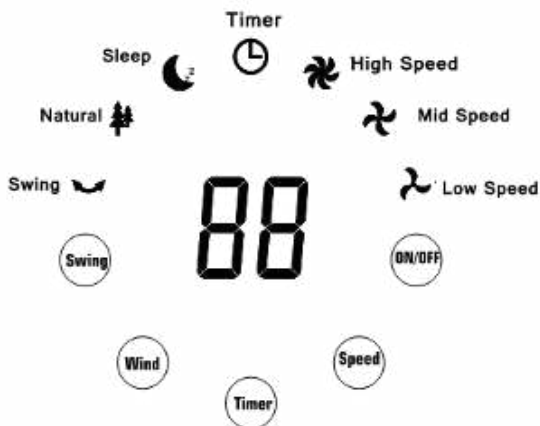 Timer
Sleep
z
z
High Speed
Natural
Mid Speed
Swing
Low Speed
88
Swing
ON/OFF
Wind
Speed
Timer